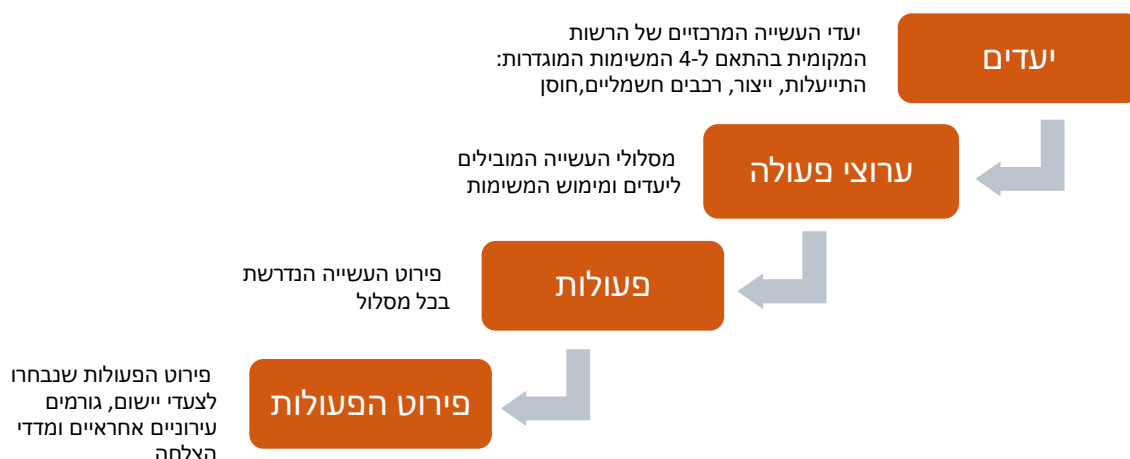 יעדים
יעדי העשייה המרכזיים של הרשות
המקומית בהתאם ל-4 המשימות המוגדרות:
התייעלות, ייצור, רכבים חשמליים,חוסן
ערוצי פעולה
מסלולי העשייה המובילים
ליעדים ומימוש המשימות
פעולות
פירוט העשייה הנדרשת
בכל מסלול
פירוט הפעולות
פירוט הפעולות שנבחרו
לצעדי יישום, גורמים
עירוניים אחראיים ומדדי
הצלחה